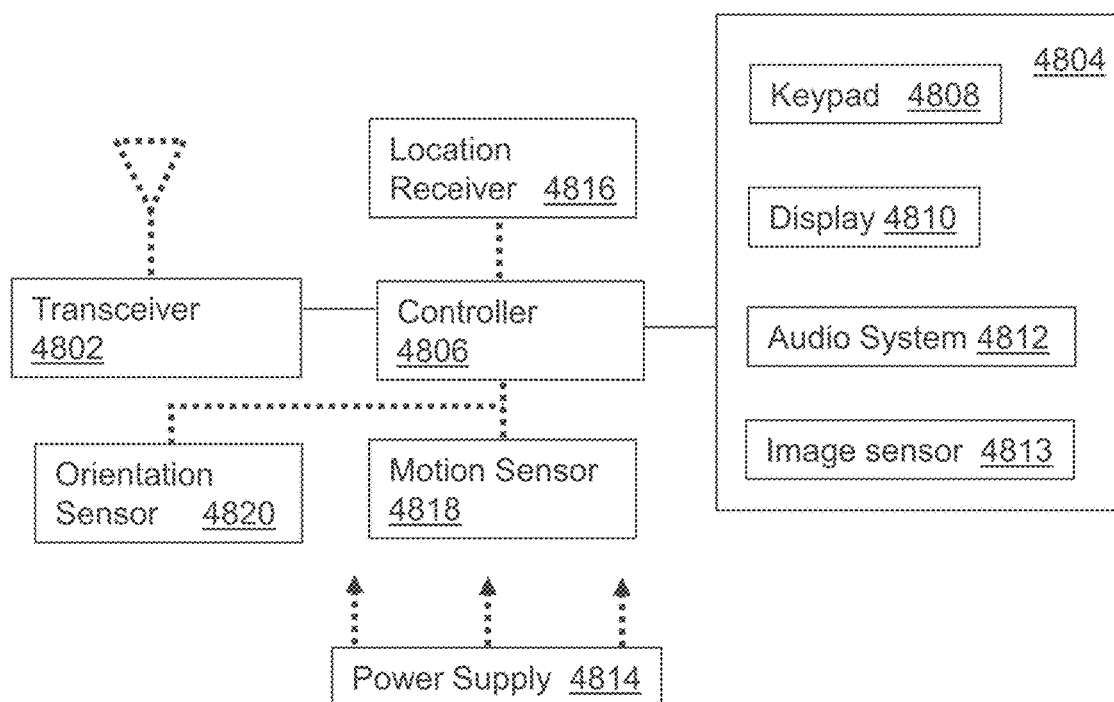 4804
Keypad 4808
Location
Receiver 4816
Display 4810
Transceiver
4802
Controller
4806
Audio System 4812
Orientation
Sensor 4820
Motion Sensor
4818
Image sensor 4813
Power Supply 4814